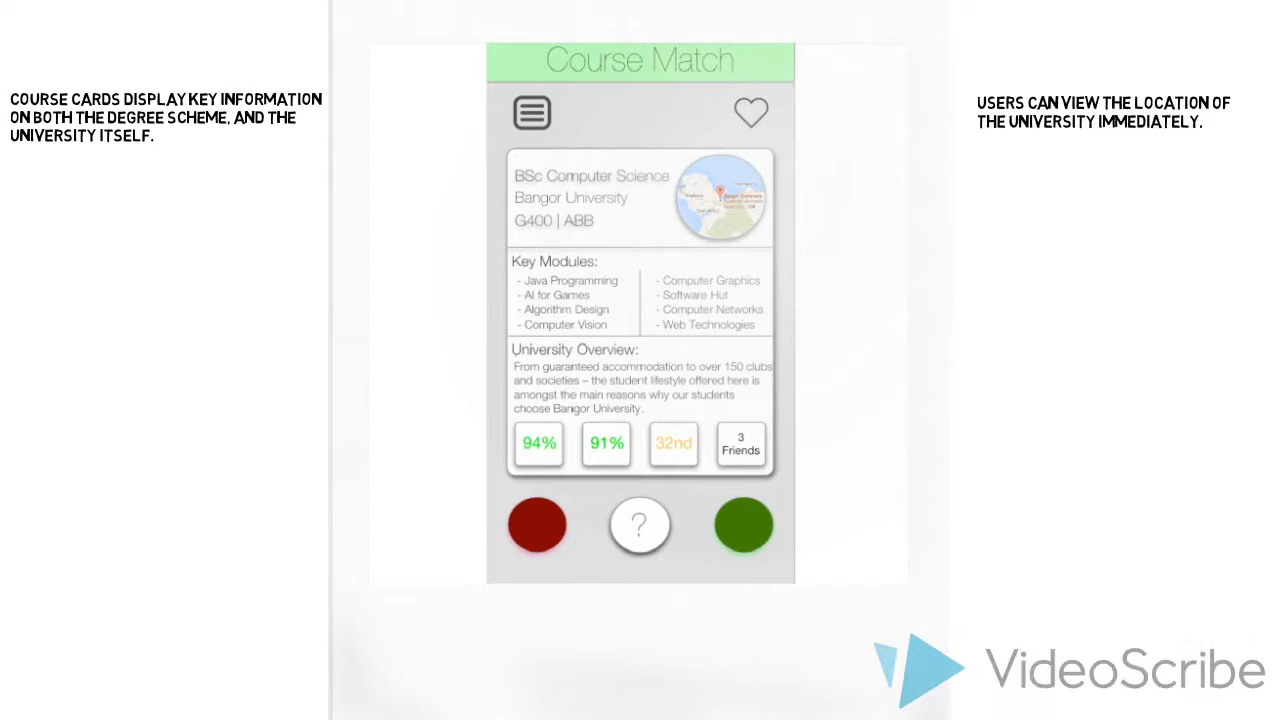 COURSE CARDS DISPLAY KEY INFORMATION
ON BOTH THE DEGREE SCHEME, AND THE
UNIVERSITY ITSELF.
Course Match
BSc Computer Science
Bangor University
G400 | ABB
Key Modules:
- Java Programming
- AI for Games
- Algorithm Design
- Computer Vision
- Computer Graphics
- Software Hut
- Computer Networks
- Web Technologies
University Overview:
From guaranteed accommodation to over 150 clubs
and societies – the student lifestyle offered here is
amongst the main reasons why our students
choose Bangor University.
94%
91%
32nd
3
Friends
?
USERS CAN VIEW THE LOCATION OF
THE UNIVERSITY IMMEDIATELY.
VideoScribe